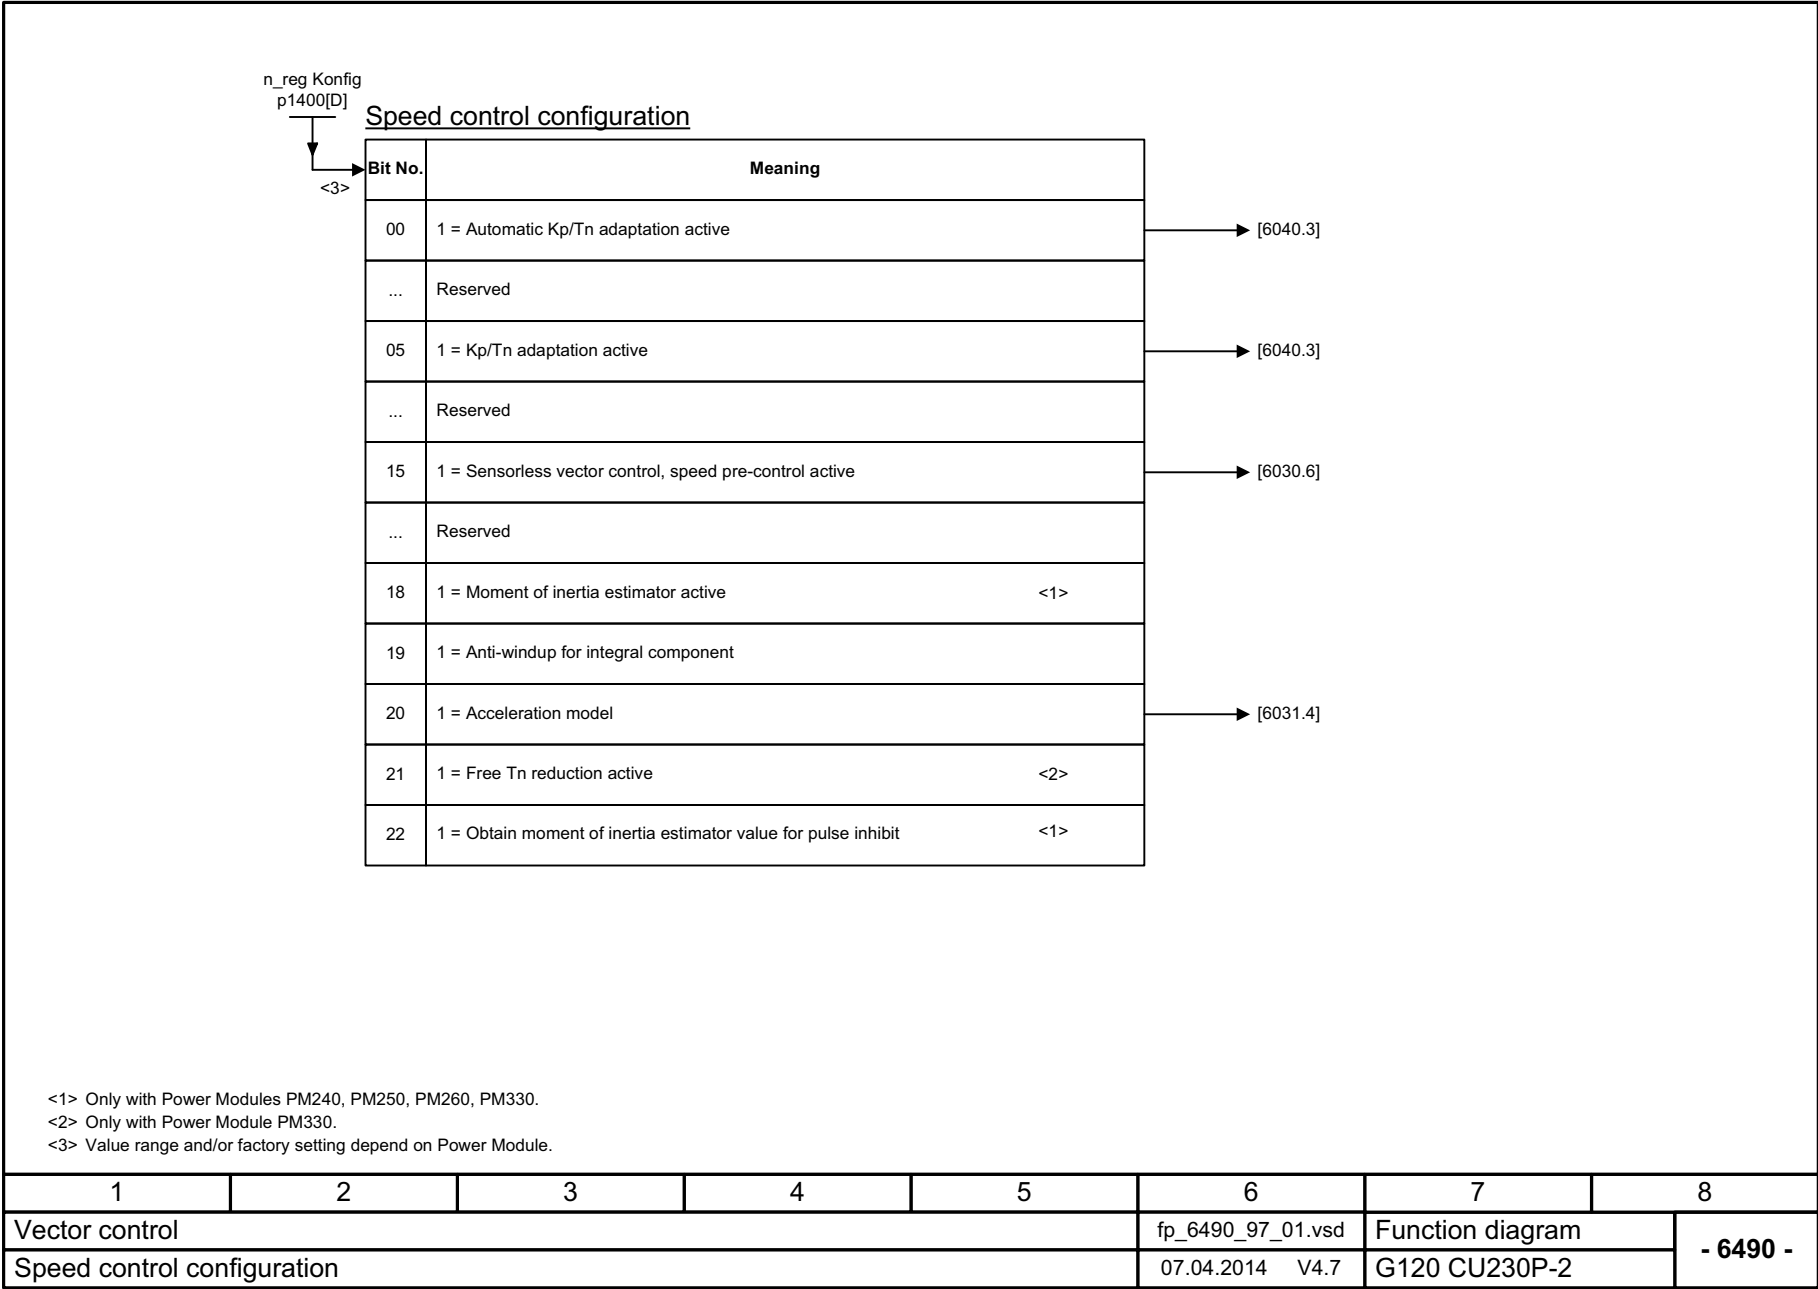 n_reg Konfig
p1400[D]
Speed control configuration
<3>
Bit No. Meaning
00 1 = Automatic Kp/Tn adaptation active [6040.3]
... Reserved
05 1 = Kp/Tn adaptation active [6040.3]
... Reserved
15 1 = Sensorless vector control, speed pre-control active [6030.6]
... Reserved
18 1 = Moment of inertia estimator active <1>
19 1 = Anti-windup for integral component
20 1 = Acceleration model [6031.4]
21 1 = Free Tn reduction active <2>
22 1 = Obtain moment of inertia estimator value for pulse inhibit <1>
<1> Only with Power Modules PM240, PM250, PM260, PM330.
<2> Only with Power Module PM330.
<3> Value range and/or factory setting depend on Power Module.
1 2 3 4 5 6 7 8
Vector control fp_6490_97_01.vsd Function diagram
- 6490 -
Speed control configuration 07.04.2014 V4.7 G120 CU230P-2